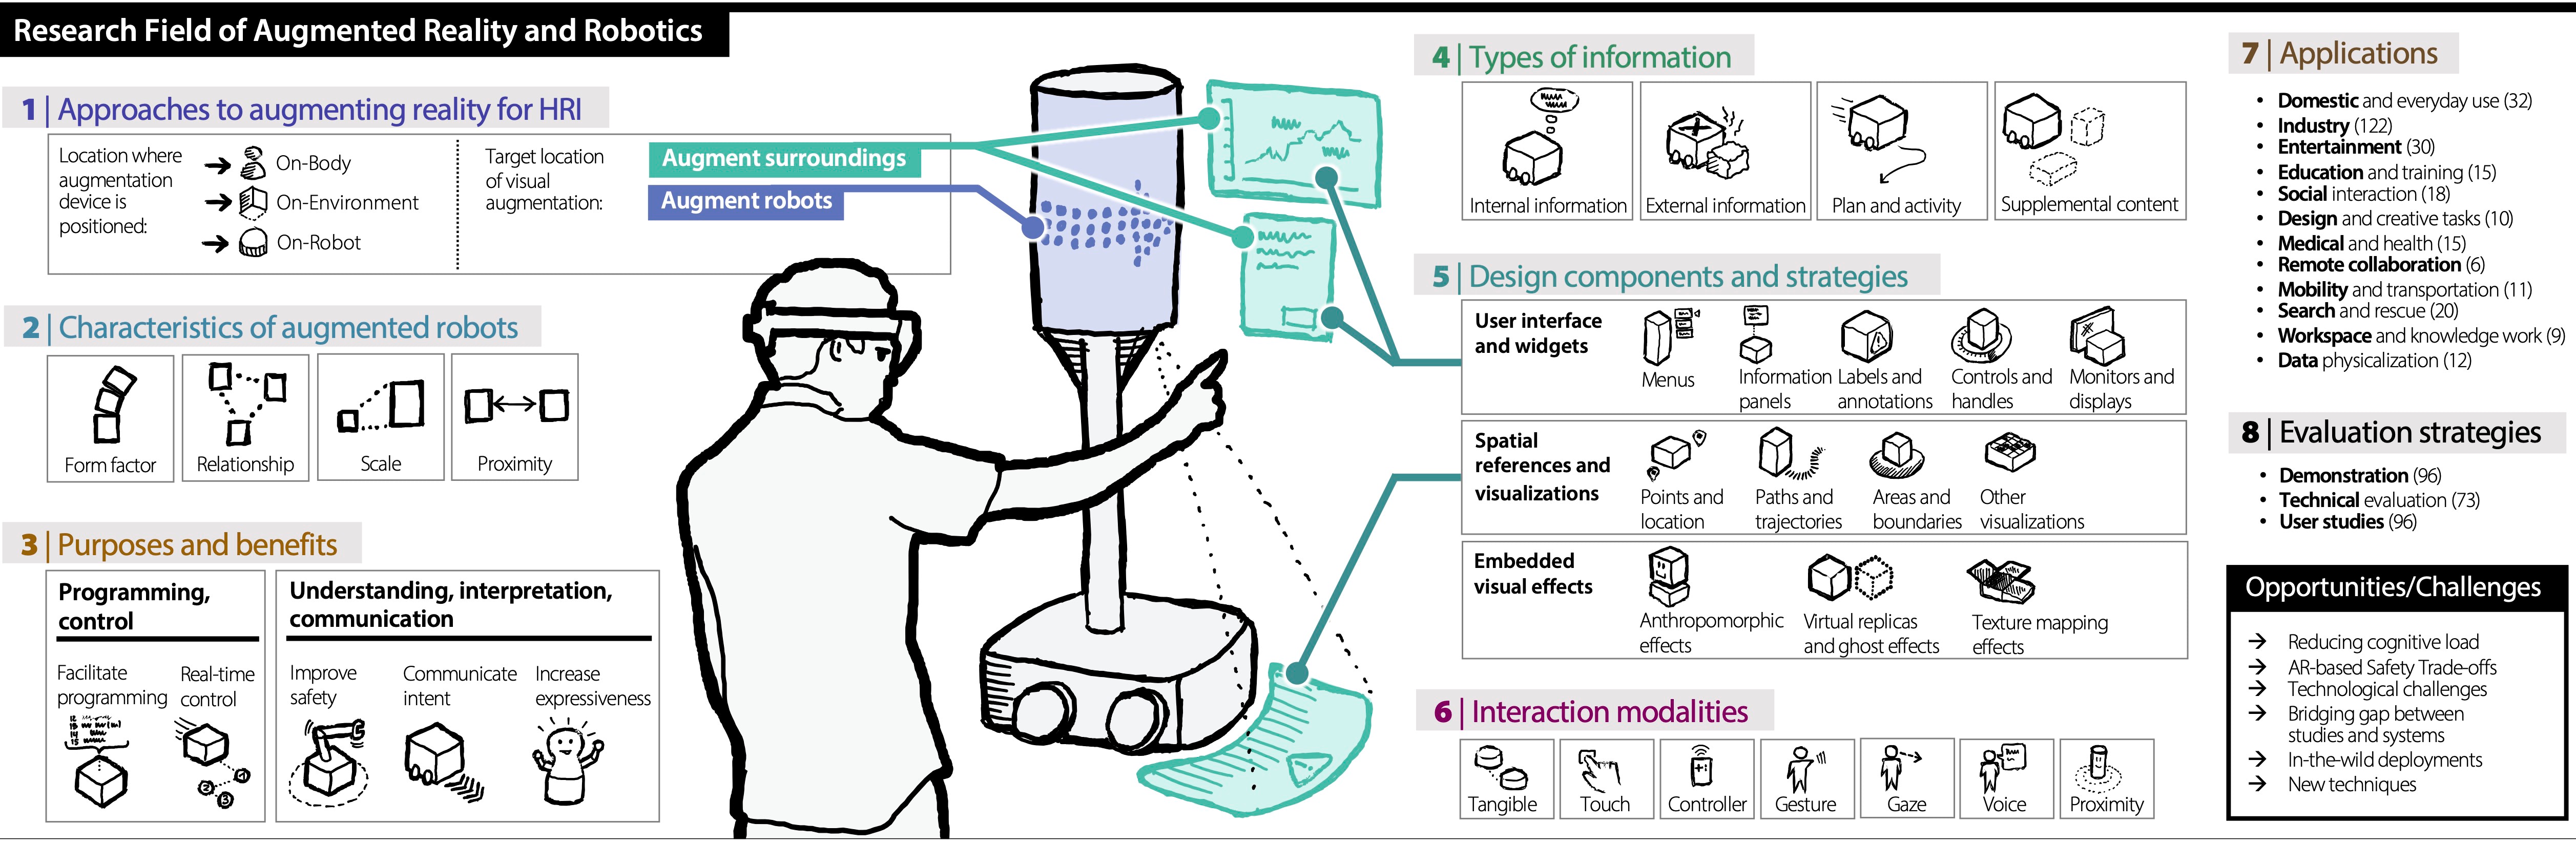 Research Field of Augmented Reality and Robotics
1 | Approaches to augmenting reality for HRI
Location where
augmentation
device is
positioned:
On-Body
On-Environment
On-Robot
Target location
of visual
augmentation:
Augment surroundings
Augment robots
2 | Characteristics of augmented robots
Form factor
Relationship
Scale
Proximity
3 | Purposes and benefits
Programming,
control
Facilitate
programming
Real-time
control
Understanding, interpretation,
communication
Improve
safety
Communicate
intent
Increase
expressiveness
4 | Types of information
Internal information
External information
Plan and activity
Supplemental content
5 | Design components and strategies
User interface
and widgets
Menus
Information
panels
Labels and
annotations
Controls and
handles
Monitors and
displays
Spatial
references and
visualizations
Points and
location
Paths and
trajectories
Areas and
boundaries
Other
visualizations
Embedded
visual effects
Anthropomorphic
effects
Virtual replicas
and ghost effects
Texture mapping
effects
6 | Interaction modalities
Tangible
Touch
Controller
Gesture
Gaze
Voice
Proximity
7 | Applications
• Domestic and everyday use (32)
• Industry (122)
• Entertainment (30)
• Education and training (15)
• Social interaction (18)
• Design and creative tasks (10)
• Medical and health (15)
• Remote collaboration (6)
• Mobility and transportation (11)
• Search and rescue (20)
• Workspace and knowledge work (9)
• Data physicalization (12)
8 | Evaluation strategies
• Demonstration (96)
• Technical evaluation (73)
• User studies (96)
Opportunities/Challenges
→ Reducing cognitive load
→ AR-based Safety Trade-offs
→ Technological challenges
→ Bridging gap between
studies and systems
→ In-the-wild deployments
→ New techniques